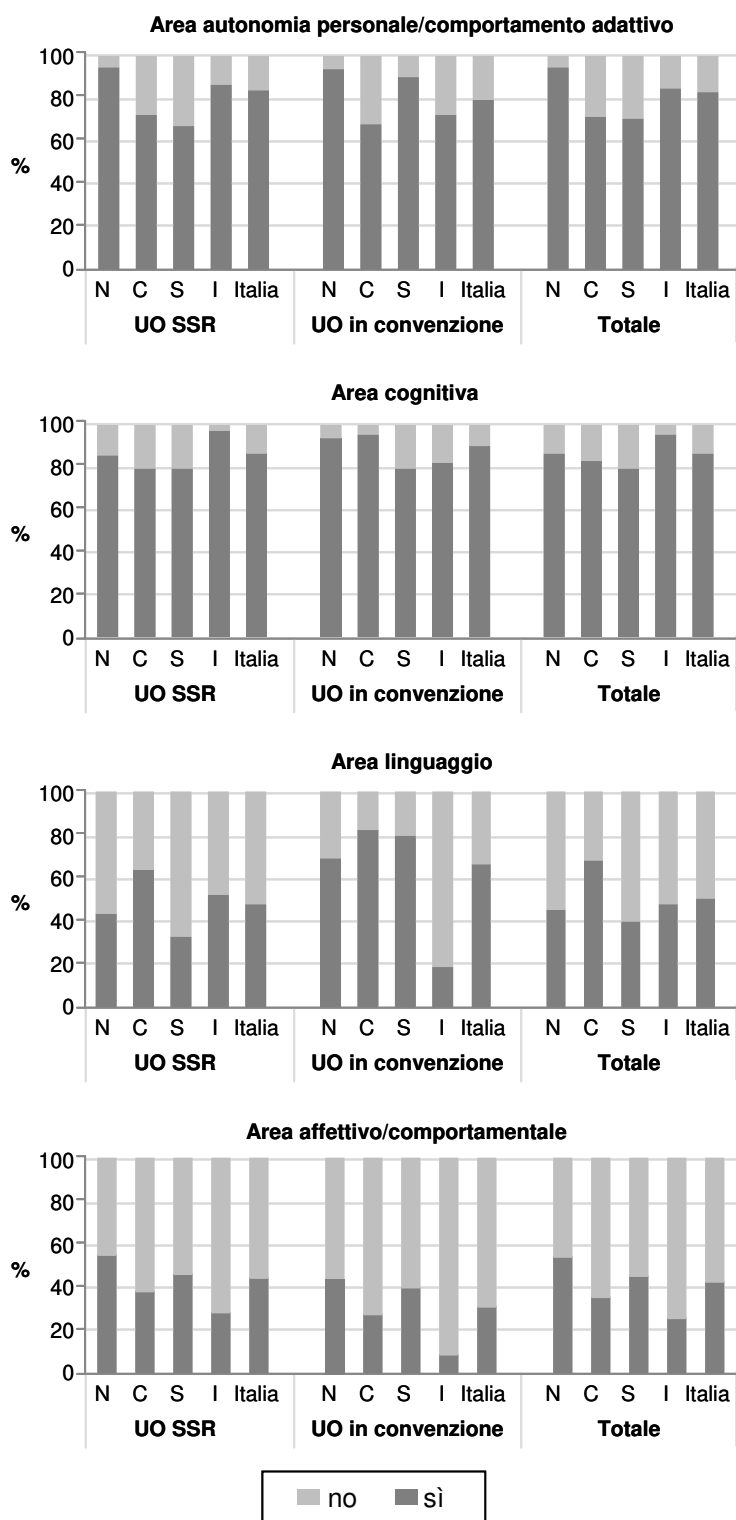 Area autonomia personale/comportamento adattivo
100
80
60
%
40
20
0
N C S I Italia N C S I Italia N C S I Italia
UO SSR UO in convenzione Totale
Area cognitiva
100
80
60
%
40
20
0
N C S I Italia N C S I Italia N C S I Italia
UO SSR UO in convenzione Totale
Area linguaggio
100
80
60
%
40
20
0
N C S I Italia N C S I Italia N C S I Italia
UO SSR UO in convenzione Totale
Area affettivo/comportamentale
100
80
60
%
40
20
0
N C S I Italia N C S I Italia N C S I Italia
UO SSR UO in convenzione Totale
no sì